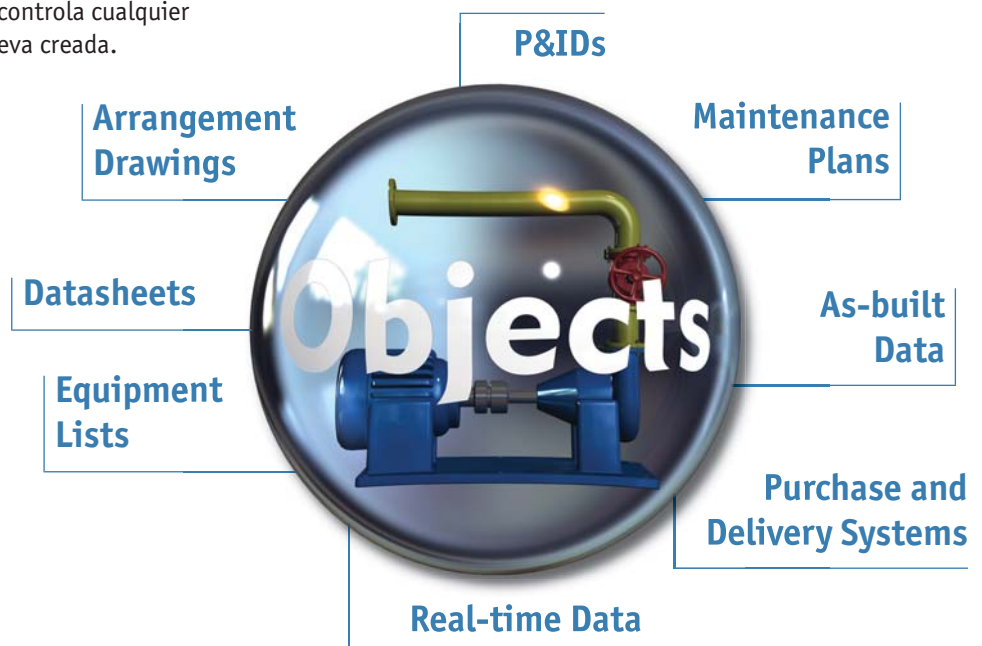 controla cualquier
eva creada.
P&IDs
Arrangement
Drawings
Maintenance
Plans
Datasheets
Objects
As-built
Data
Equipment
Lists
Purchase and
Delivery Systems
Real-time Data